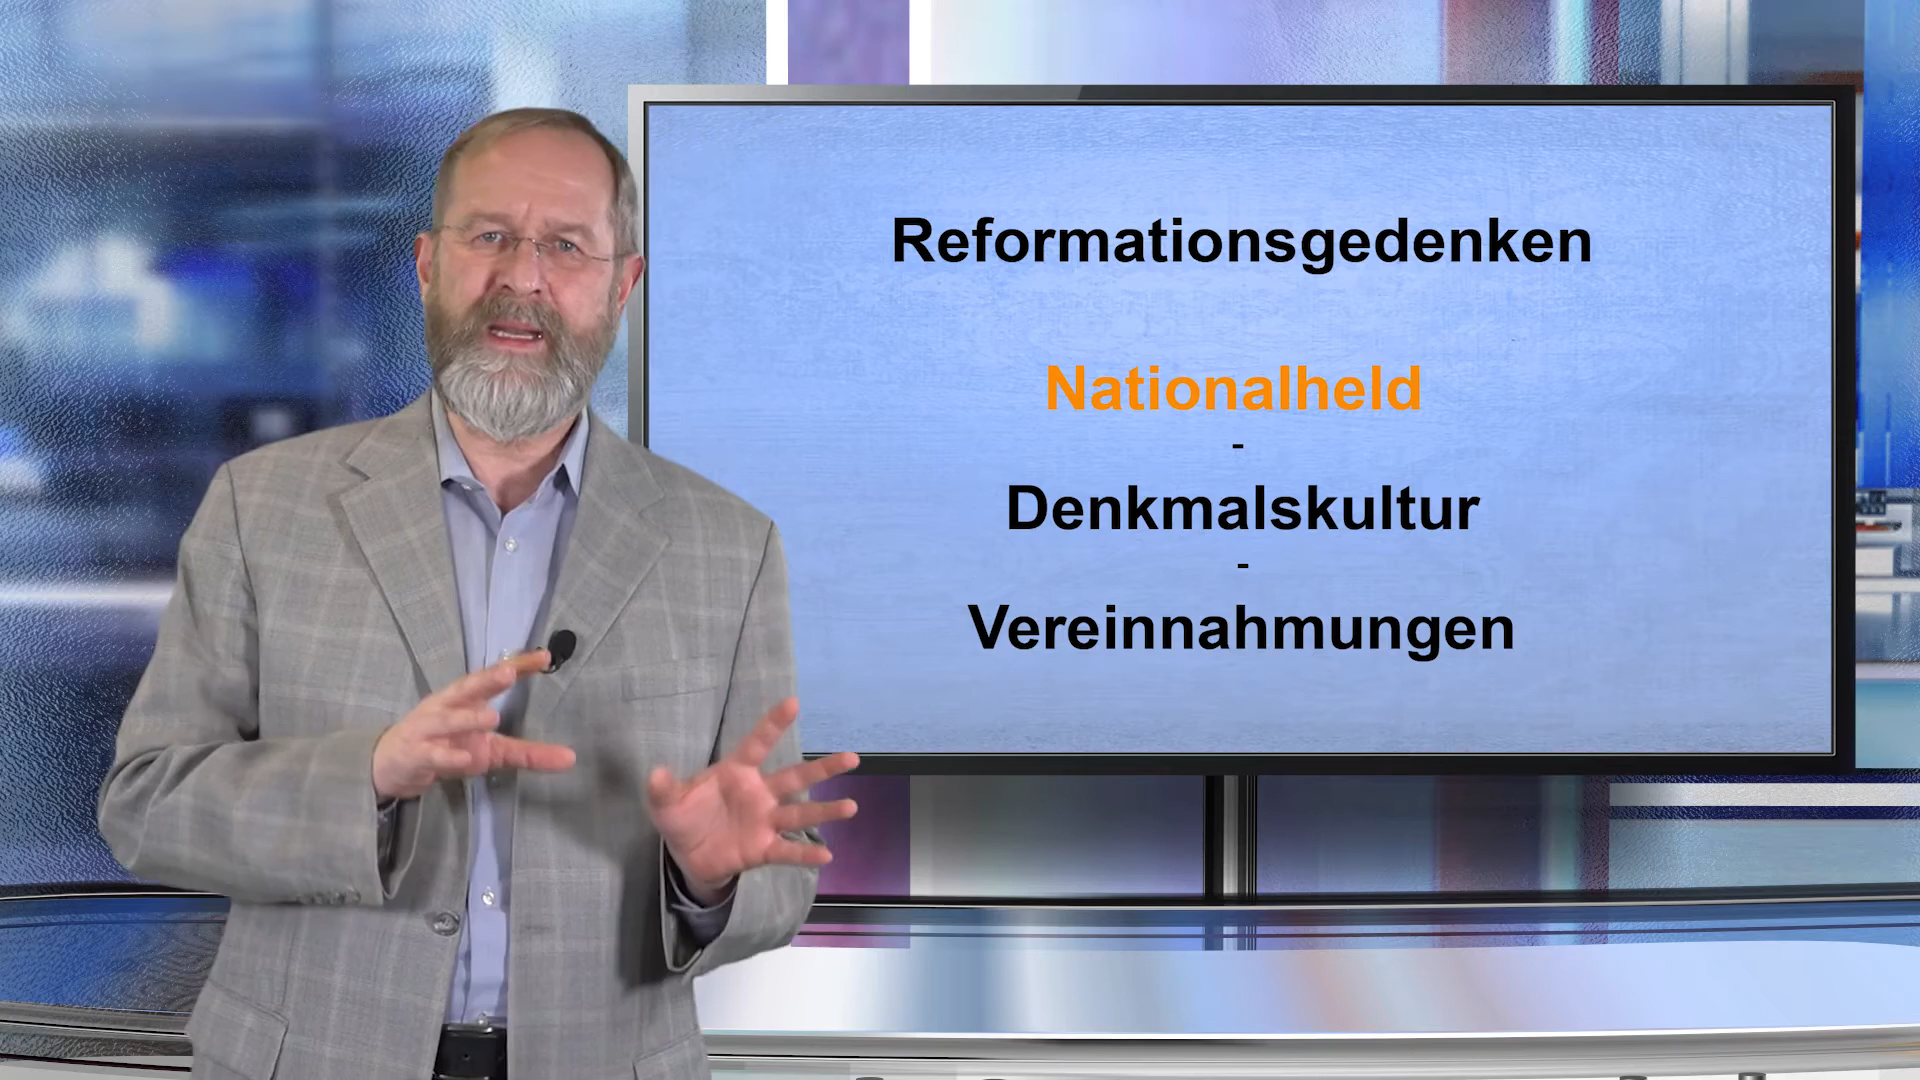 Reformationsgedenken
Nationalheld
-
Denkmalskultur
-
Vereinnahmungen